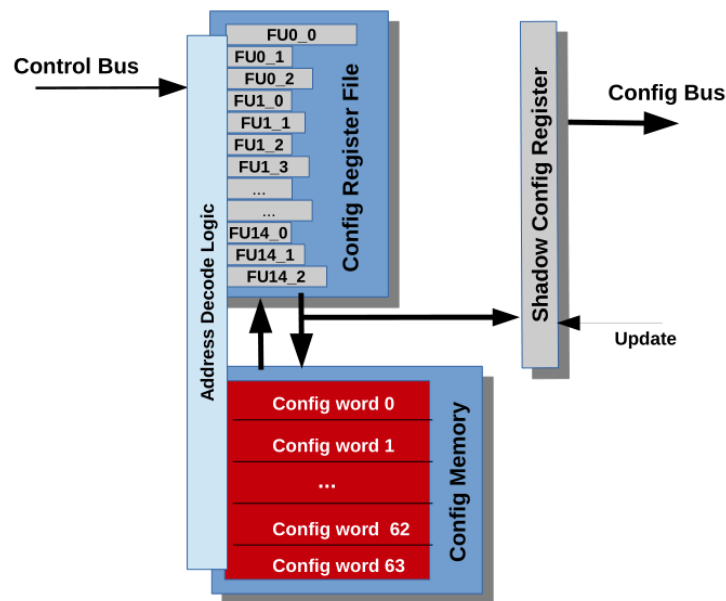 Control Bus
Address Decode Logic
FU0_0
FU0_1
FU0_2
FU1_0
FU1_1
FU1_2
FU1_3
...
...
FU14_0
FU14_1
FU14_2
Config Register File
Shadow Config Register
Config Bus
Update
Config word 0
Config word 1
...
Config word 62
Config word 63
Config Memory